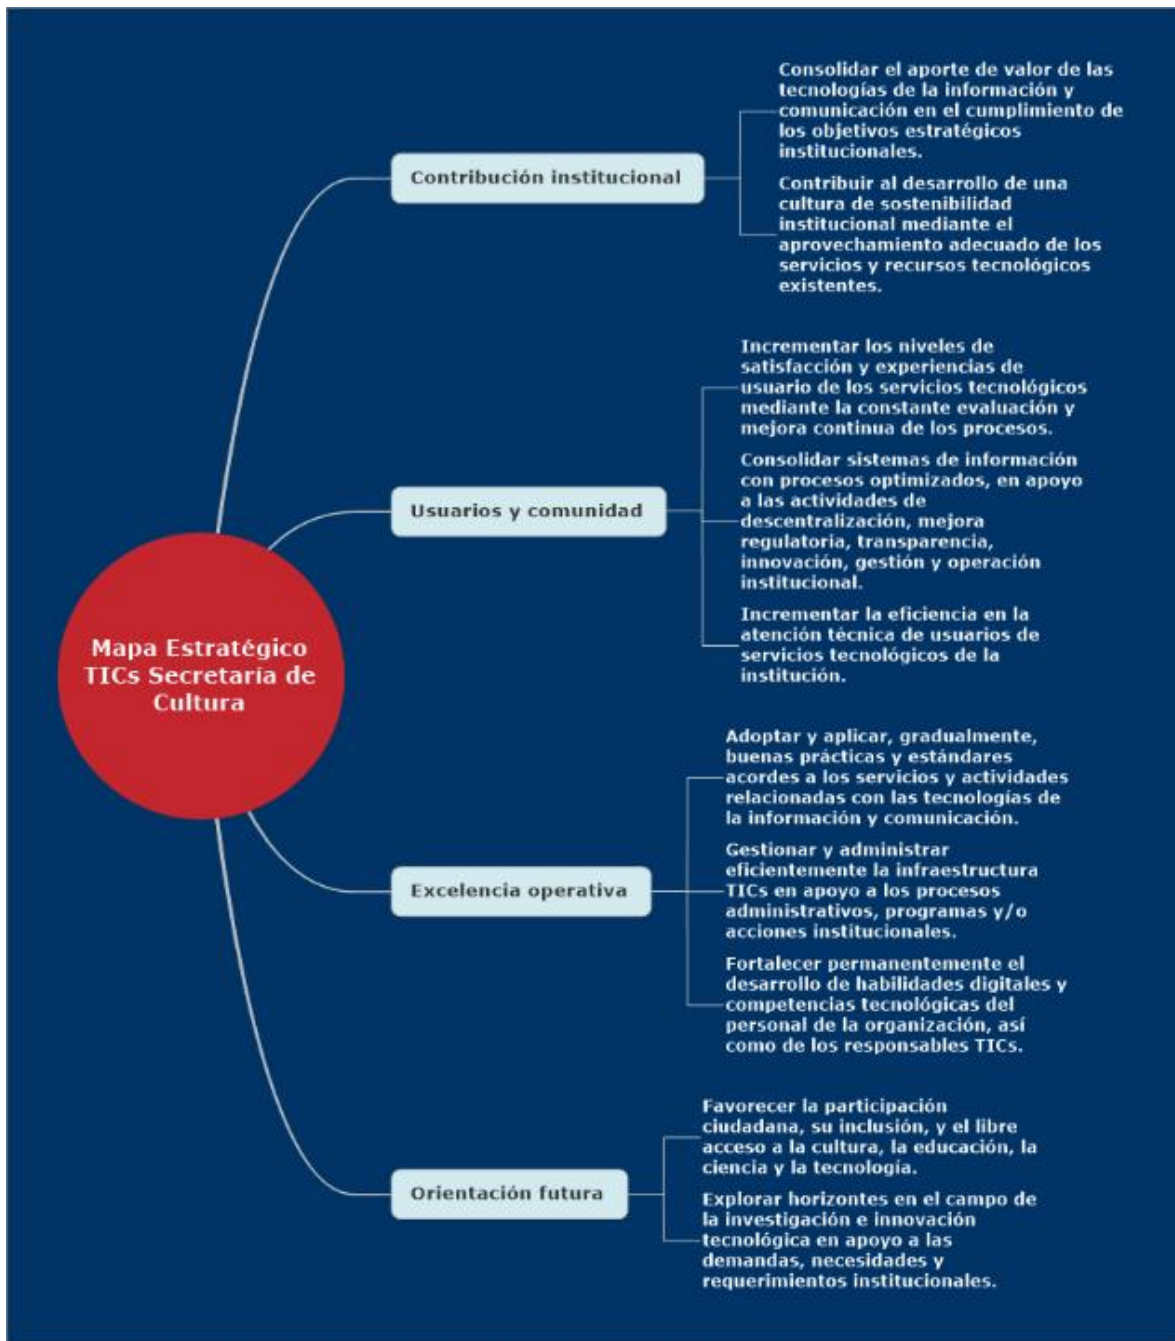 Mapa Estratégico
TICs Secretaría de
Cultura
Contribución institucional
Consolidar el aporte de valor de las
tecnologías de la información y
comunicación en el cumplimiento de
los objetivos estratégicos
institucionales.
Contribuir al desarrollo de una
cultura de sostenibilidad
institucional mediante el
aprovechamiento adecuado de los
servicios y recursos tecnológicos
existentes.
Usuarios y comunidad
Incrementar los niveles de
satisfacción y experiencias de
usuario de los servicios tecnológicos
mediante la constante evaluación y
mejora continua de los procesos.
Consolidar sistemas de información
con procesos optimizados, en apoyo
a las actividades de
descentralización, mejora
regulatoria, transparencia,
innovación, gestión y operación
institucional.
Incrementar la eficiencia en la
atención técnica de usuarios de
servicios tecnológicos de la
institución.
Excelencia operativa
Adoptar y aplicar, gradualmente,
buenas prácticas y estándares
acordes a los servicios y actividades
relacionadas con las tecnologías de
la información y comunicación.
Gestionar y administrar
eficientemente la infraestructura
TICs en apoyo a los procesos
administrativos, programas y/o
acciones institucionales.
Fortalecer permanentemente el
desarrollo de habilidades digitales y
competencias tecnológicas del
personal de la organización, así
como de los responsables TICs.
Orientación futura
Favorecer la participación
ciudadana, su inclusión, y el libre
acceso a la cultura, la educación, la
ciencia y la tecnología.
Explorar horizontes en el campo de
la investigación e innovación
tecnológica en apoyo a las
demandas, necesidades y
requerimientos institucionales.